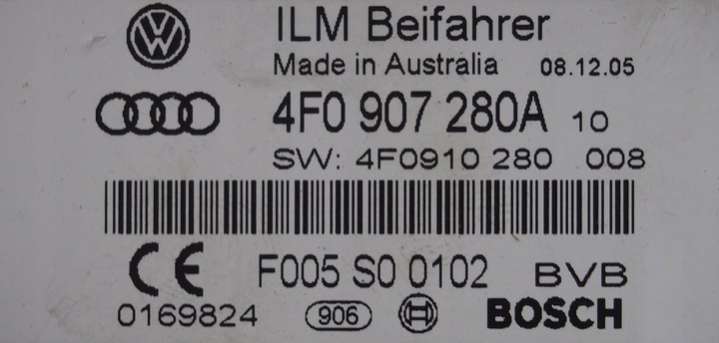 ILM Beifahrer
Made in Australia 08.12.05
4F0 907 280A 10
SW: 4F0910 280 008
CE F005 S0 0102 BVB
0169824 906 BOSCH